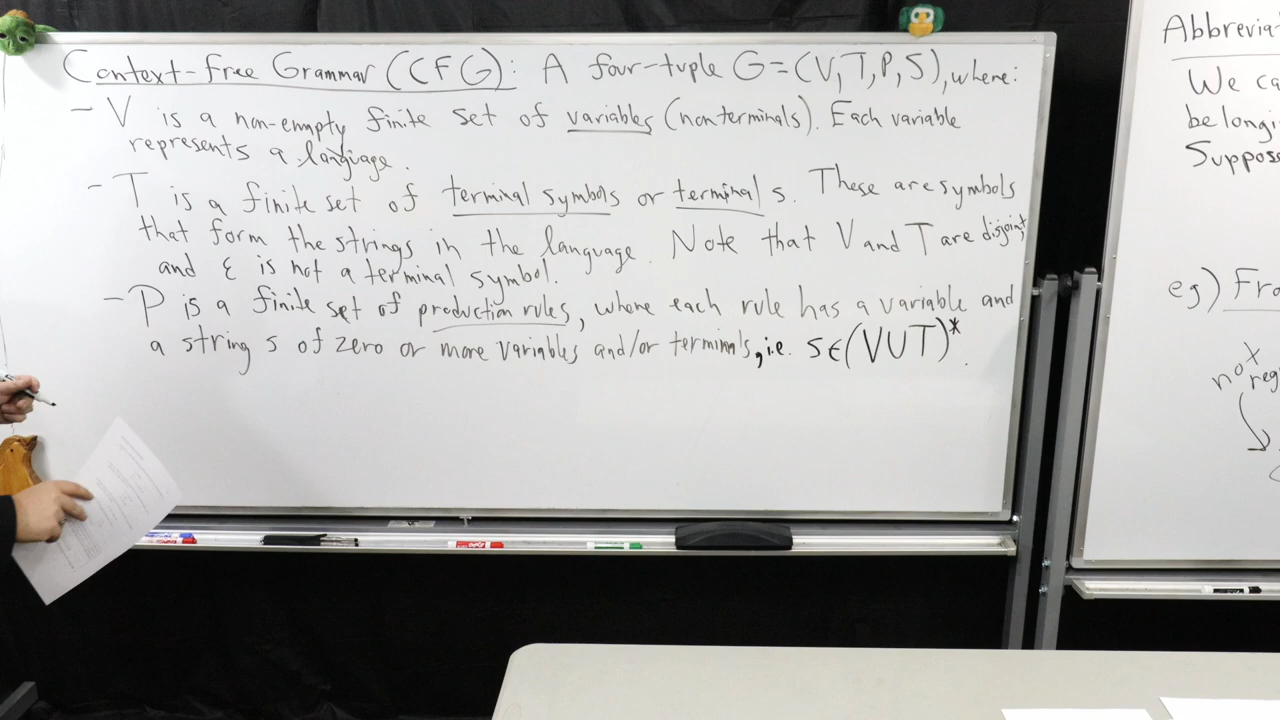 Context-Free Grammar (CFG): A four-tuple G=(V,T,P,S), where:
- V is a non-empty finite set of variables (nonterminals). Each variable
represents a language.
- T is a finite set of terminal symbols or terminals. These are symbols
that form the strings in the language. Note that V and T are disjoint,
and ε is not a terminal symbol.
- P is a finite set of production rules, where each rule has a variable and
a string s of zero or more variables and/or terminals, i.e. s∈(V∪T)*.
Abbrevia
We ca
belongi
Suppose
eg) Fro
not
reg